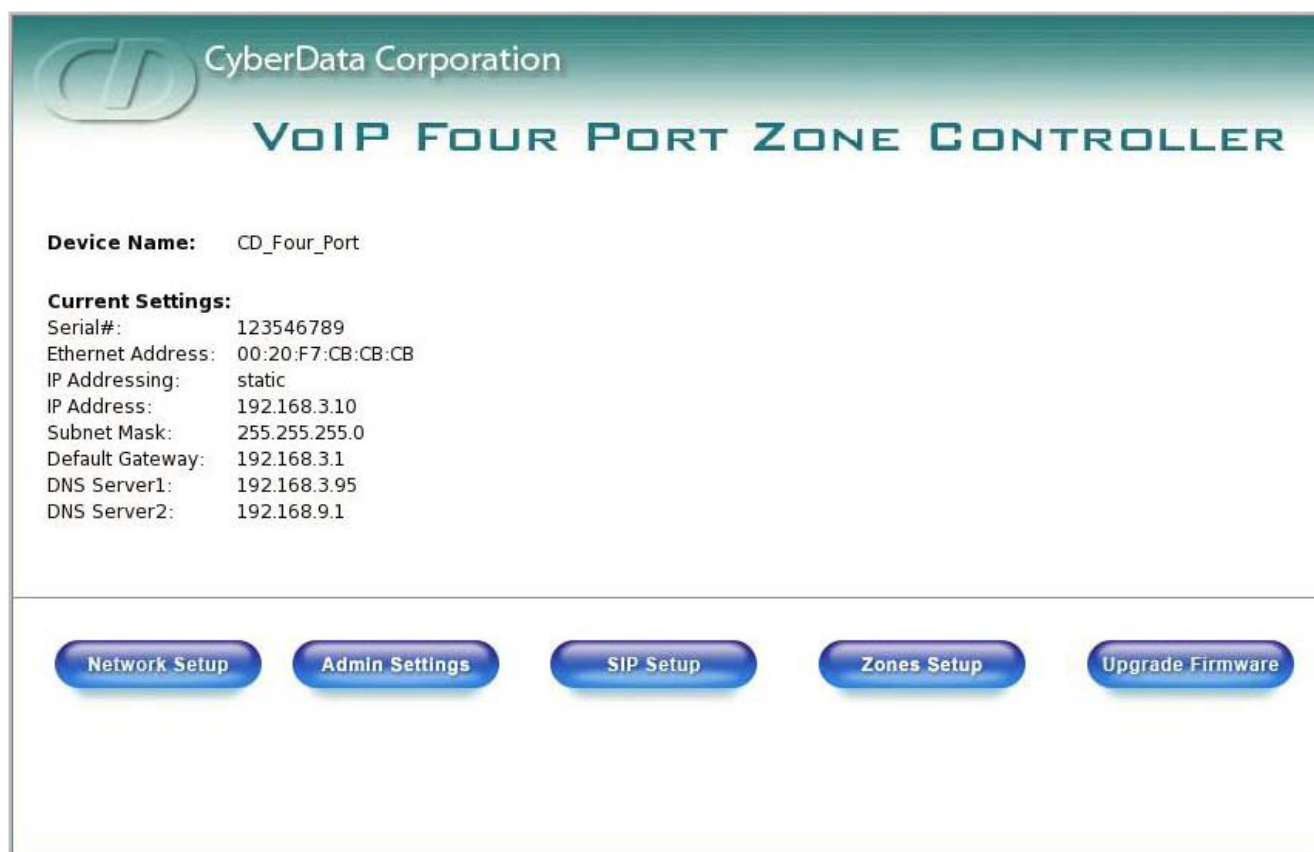 CD CyberData Corporation
VoIP Four Port Zone Controller
Device Name: CD_Four_Port
Current Settings:
Serial#: 123546789
Ethernet Address: 00:20:F7:CB:CB:CB
IP Addressing: static
IP Address: 192.168.3.10
Subnet Mask: 255.255.255.0
Default Gateway: 192.168.3.1
DNS Server1: 192.168.3.95
DNS Server2: 192.168.9.1
Network Setup Admin Settings SIP Setup Zones Setup Upgrade Firmware